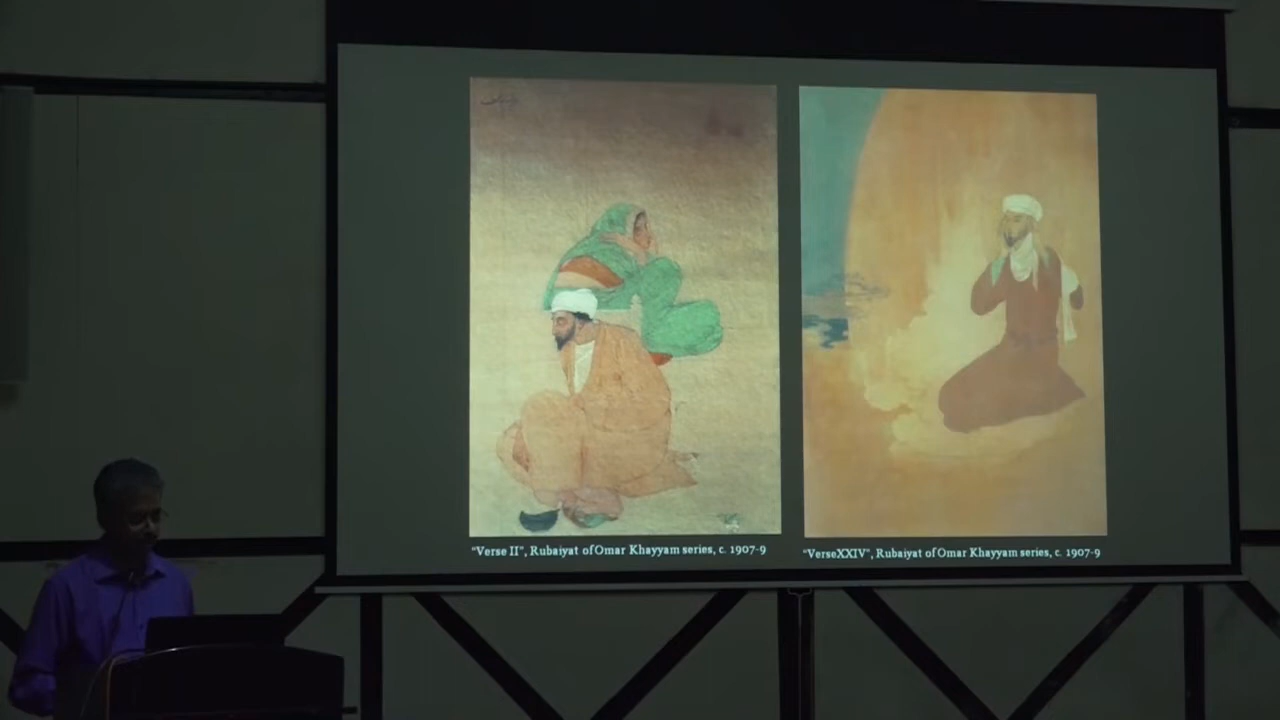 "Verse II", Rubaiyat of Omar Khayyam series, c. 1907-9
"VerseXXIV", Rubaiyat of Omar Khayyam series, c. 1907-9